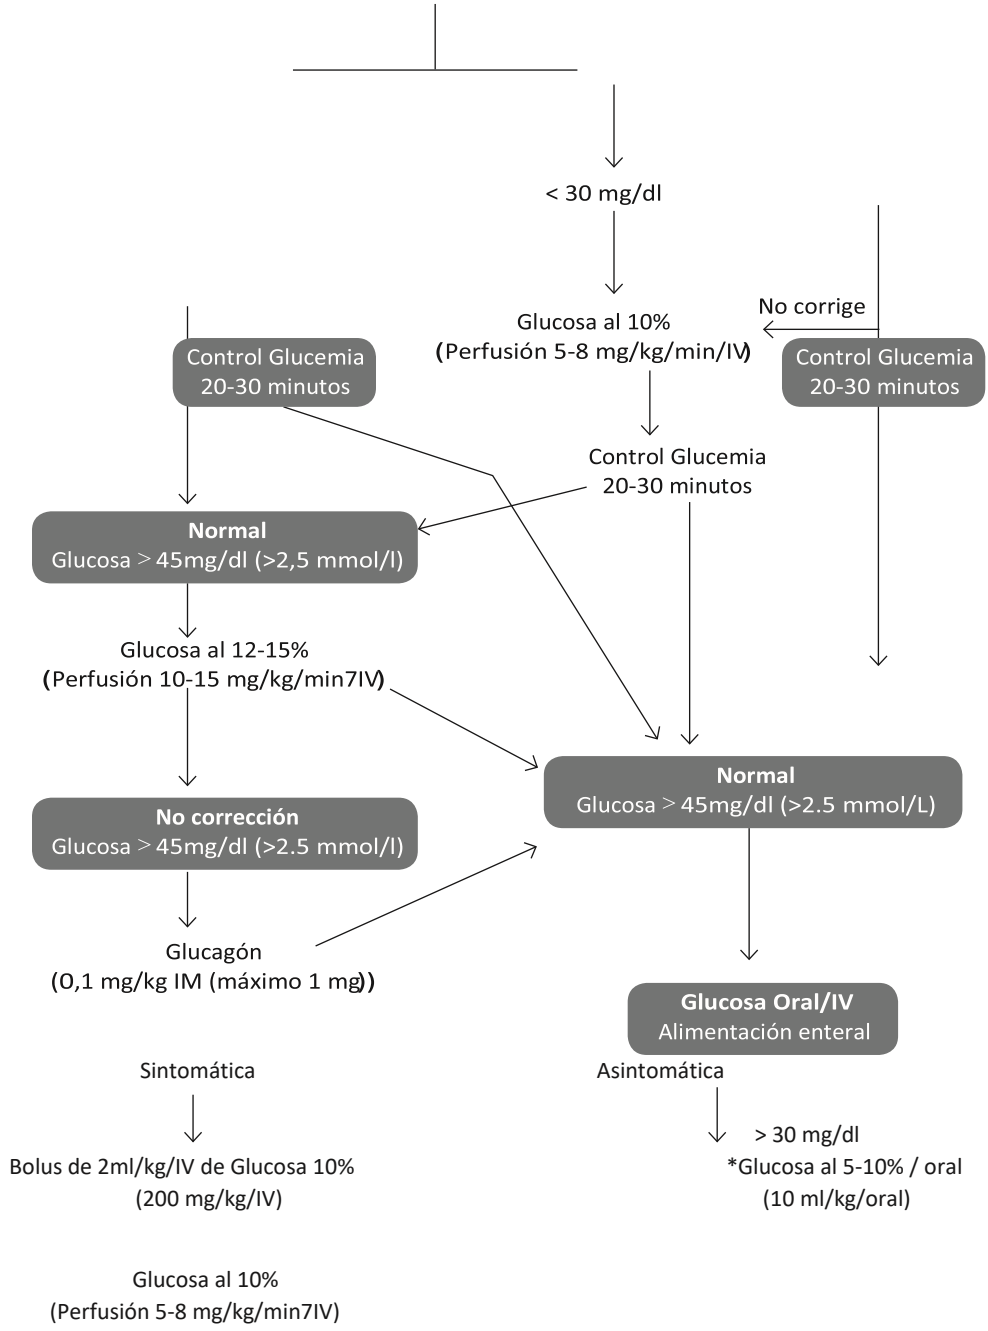 < 30 mg/dl
No corrige
Glucosa al 10%
(Perfusión 5-8 mg/kg/min/IV)
Control Glucemia
20-30 minutos
Control Glucemia
20-30 minutos
Control Glucemia
20-30 minutos
Normal
Glucosa > 45mg/dl (>2,5 mmol/l)
Glucosa al 12-15%
(Perfusión 10-15 mg/kg/min7IV)
Normal
Glucosa > 45mg/dl (>2.5 mmol/L)
No corrección
Glucosa > 45mg/dl (>2.5 mmol/l)
Glucagón
(0,1 mg/kg IM (máximo 1 mg))
Glucosa Oral/IV
Alimentación enteral
Sintomática
Asintomática
> 30 mg/dl
Bolus de 2ml/kg/IV de Glucosa 10%
(200 mg/kg/IV)
*Glucosa al 5-10% / oral
(10 ml/kg/oral)
Glucosa al 10%
(Perfusión 5-8 mg/kg/min7IV)